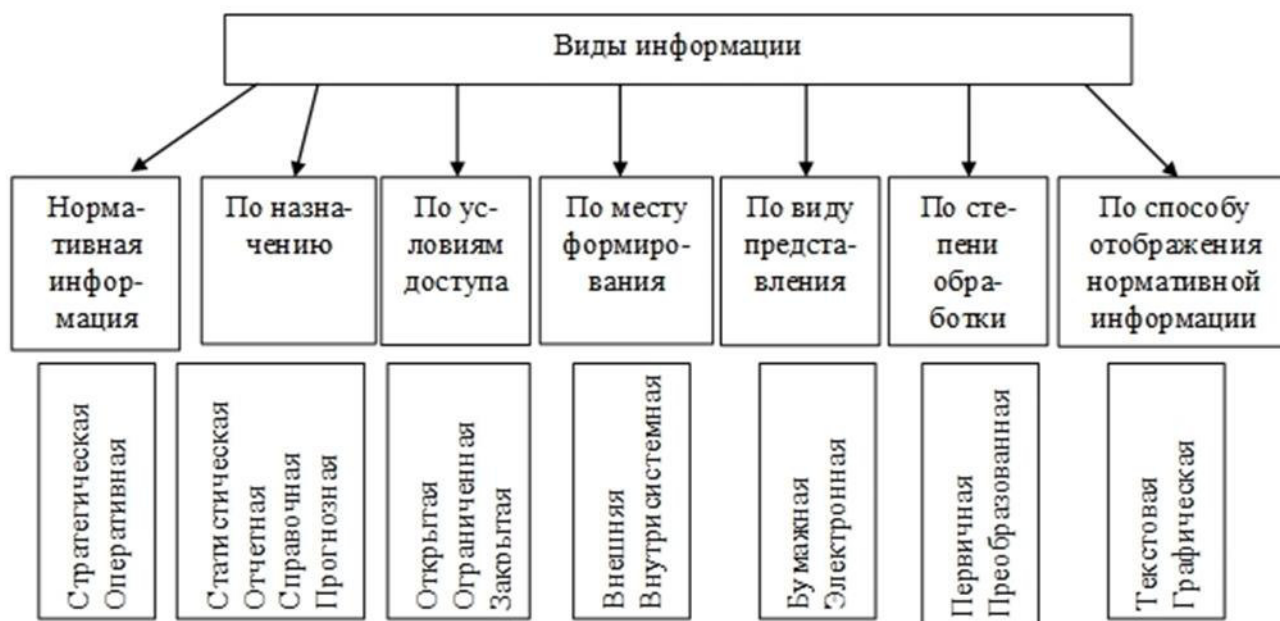 Виды информации
Норма-
тивная
инфор-
мация
По назна-
чению
По ус-
ловиям
доступа
По месту
формиро-
вания
По виду
предста-
вления
По сте-
пени
обра-
ботки
По способу
отображения
нормативной
информации
Стратегическая
Оперативная
Статистическая
Отчетная
Справочная
Прогнозная
Открытая
Ограниченн
Закрытая
Внешняя
Внутрисистемная
Бумажная
Электронная
Первичная
Преобразованная
Текстовая
Графическая